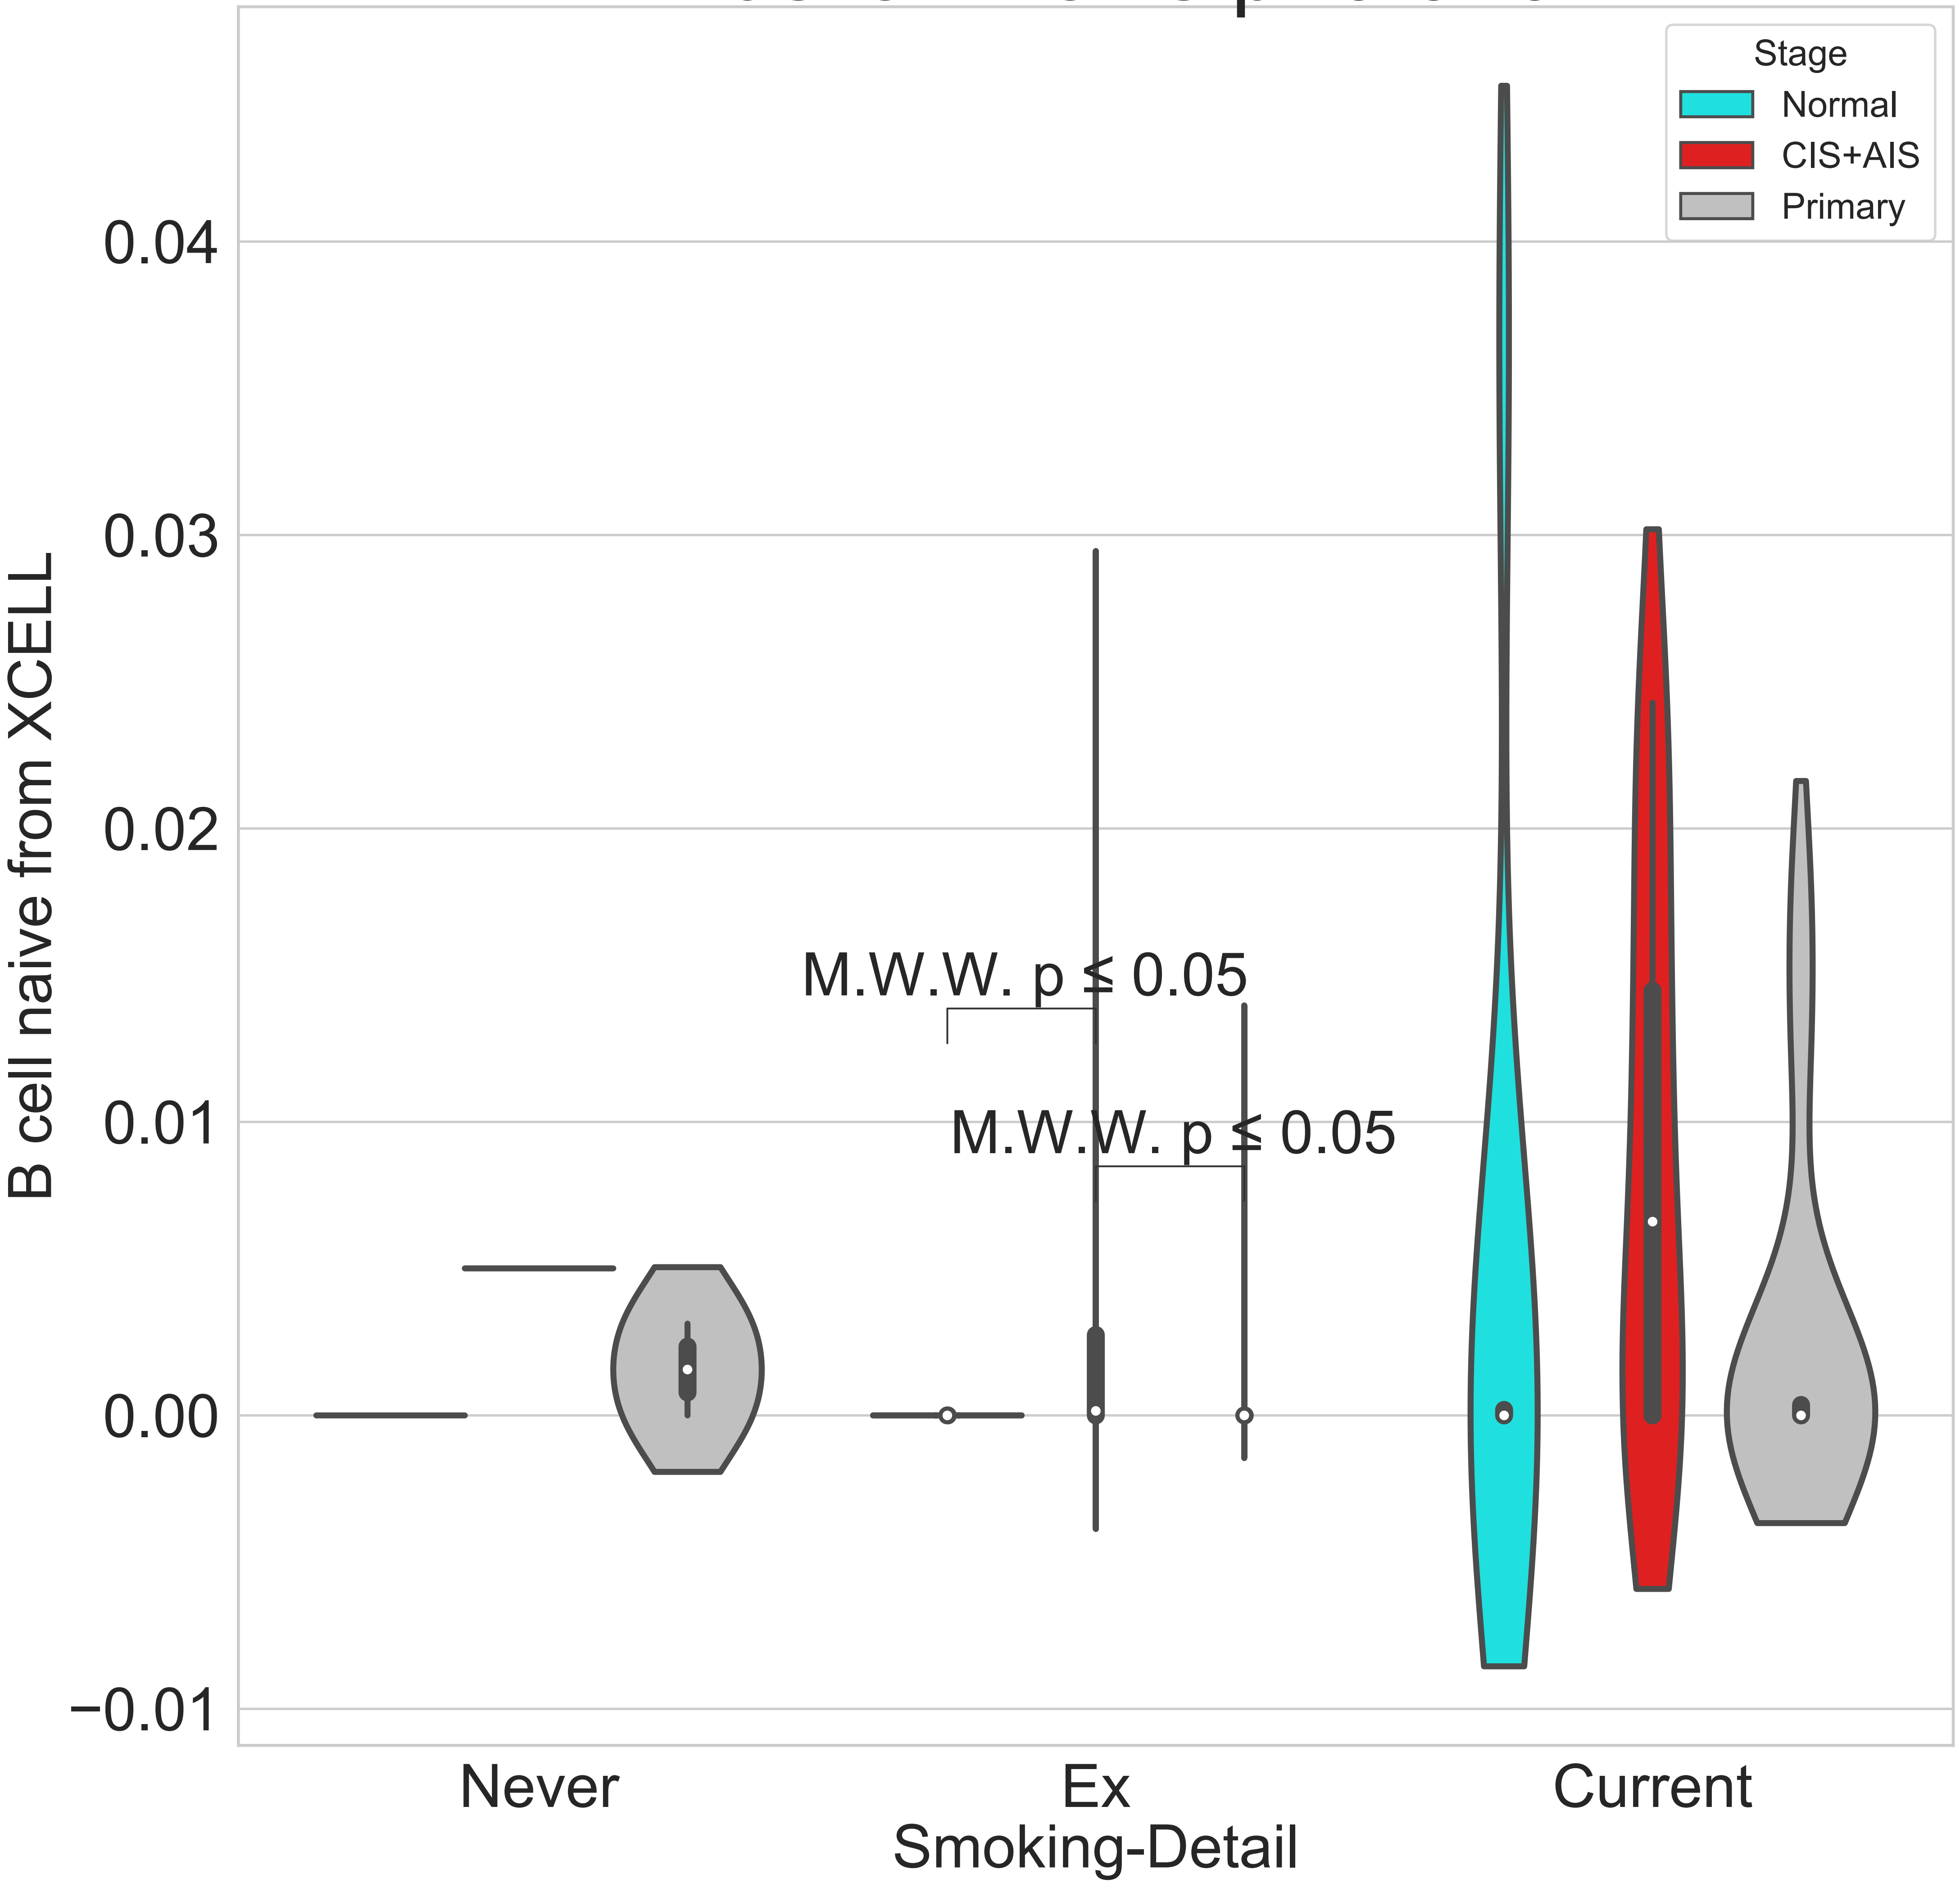 Stage
Normal
CIS+AIS
Primary
0.04
0.03
0.02
0.01
0.00
−0.01
B cell naive from XCELL
M.W.W. p ≤ 0.05
M.W.W. p ≤ 0.05
Never
Ex
Current
Smoking-Detail